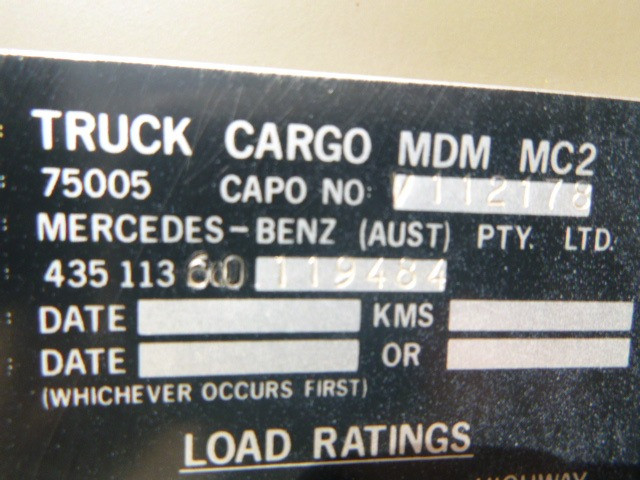 TRUCK CARGO MDM MC2
75005 CAPO NO: V112178
MERCEDES-BENZ (AUST) PTY. LTD.
435 113 60 119484
DATE KMS
DATE OR
(WHICHEVER OCCURS FIRST)
LOAD RATINGS
HIGHWAY